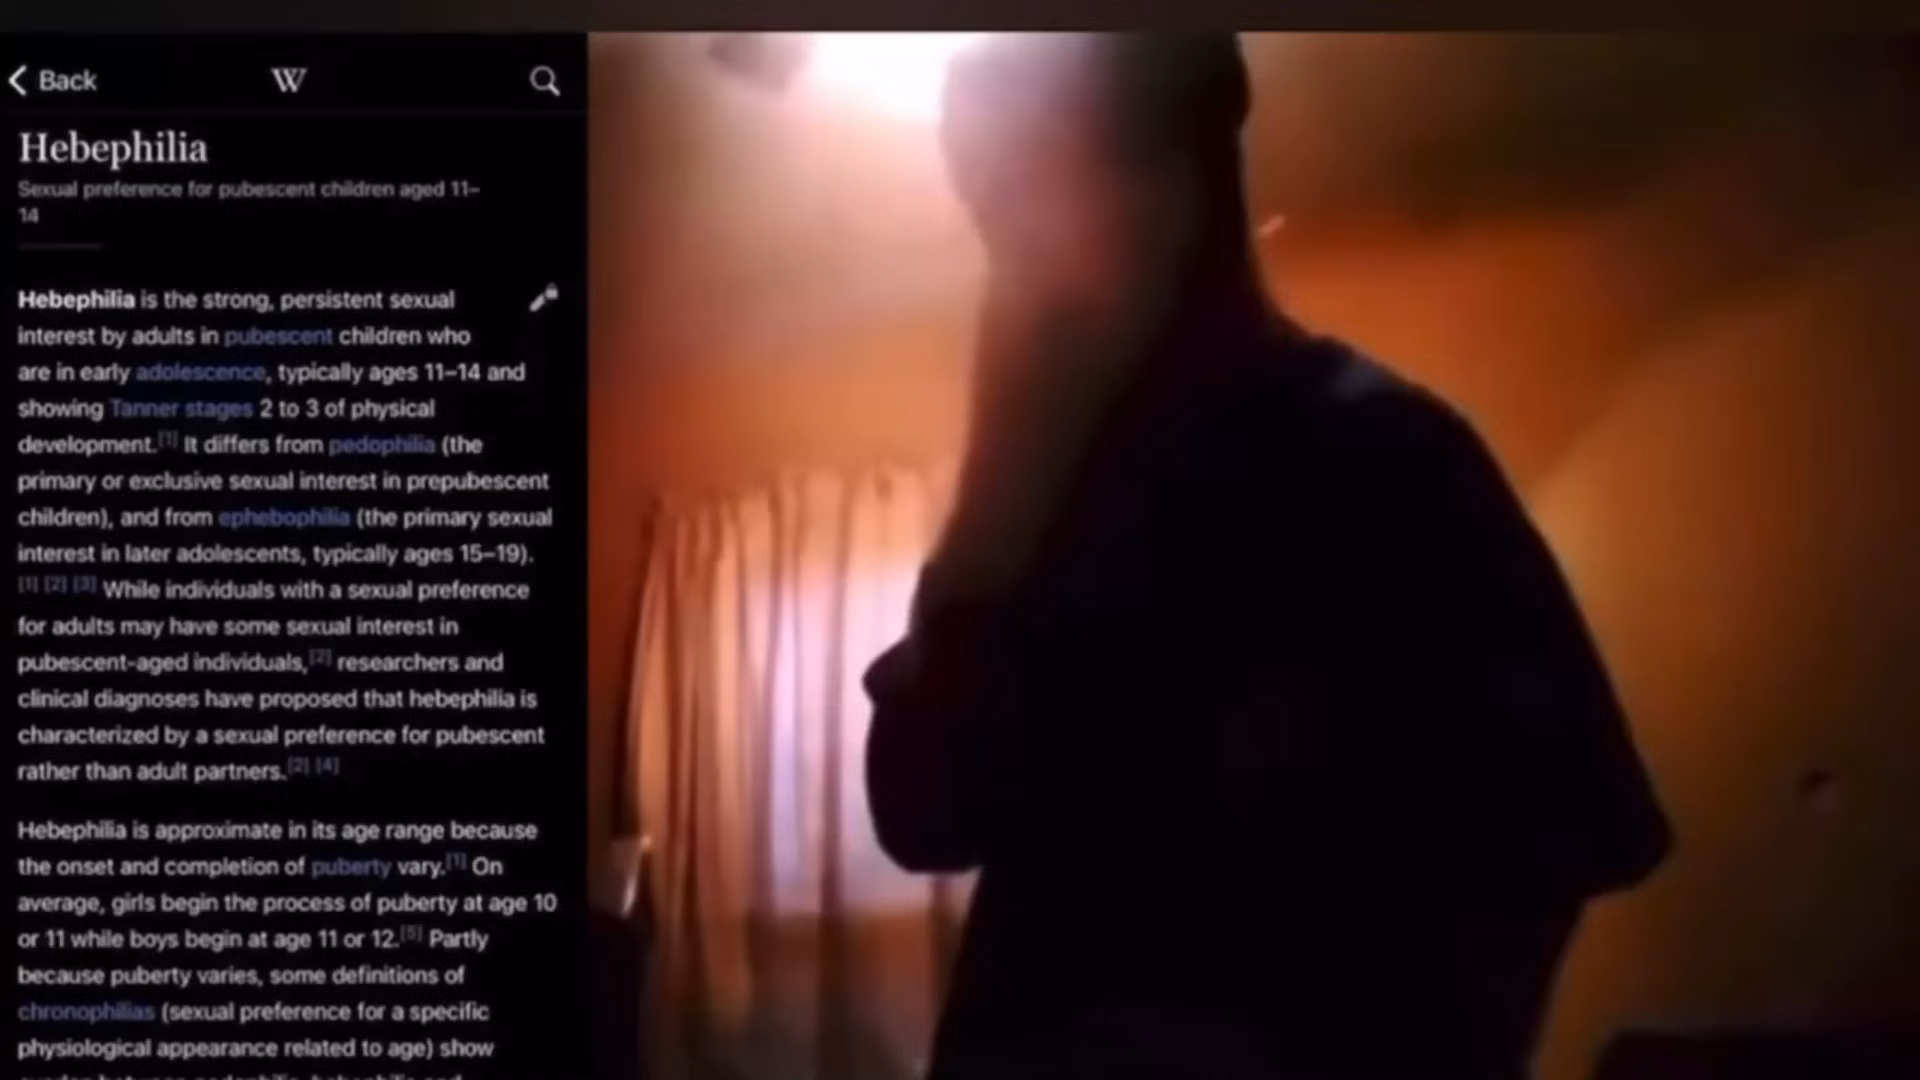 Back
W
Hebephilia
Sexual preference for pubescent children aged 11–
14
Hebephilia is the strong, persistent sexual
interest by adults in pubescent children who
are in early adolescence, typically ages 11–14 and
showing Tanner stages 2 to 3 of physical
development.[1] It differs from pedophilia (the
primary or exclusive sexual interest in prepubescent
children), and from ephebophilia (the primary sexual
interest in later adolescents, typically ages 15–19).
[1] [2] [3] While individuals with a sexual preference
for adults may have some sexual interest in
pubescent-aged individuals,[2] researchers and
clinical diagnoses have proposed that hebephilia is
characterized by a sexual preference for pubescent
rather than adult partners.[2] [4]
Hebephilia is approximate in its age range because
the onset and completion of puberty vary.[1] On
average, girls begin the process of puberty at age 10
or 11 while boys begin at age 11 or 12.[5] Partly
because puberty varies, some definitions of
chronophilias (sexual preference for a specific
physiological appearance related to age) show